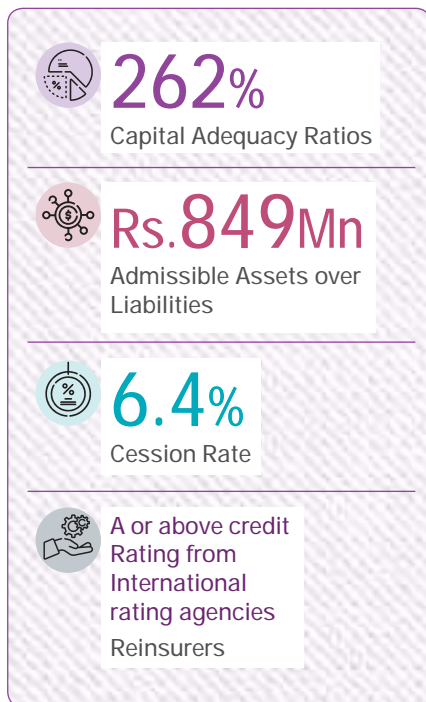 262%
Capital Adequacy Ratios
Rs.849Mn
Admissible Assets over
Liabilities
6.4%
Cession Rate
A or above credit
Rating from
International
rating agencies
Reinsurers